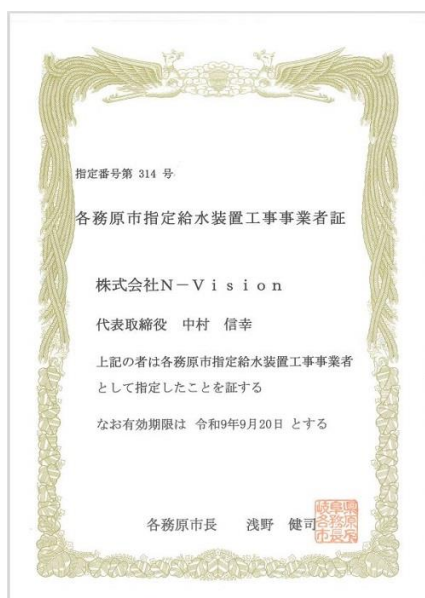 指定番号第 314 号
各務原市指定給水装置工事事業者証
株式会社N－Vision
代表取締役 中村 信幸
上記の者は各務原市指定給水装置工事事業者
として指定したことを証する
なお有効期限は 令和9年9月20日 とする
各務原市長 浅野 健司